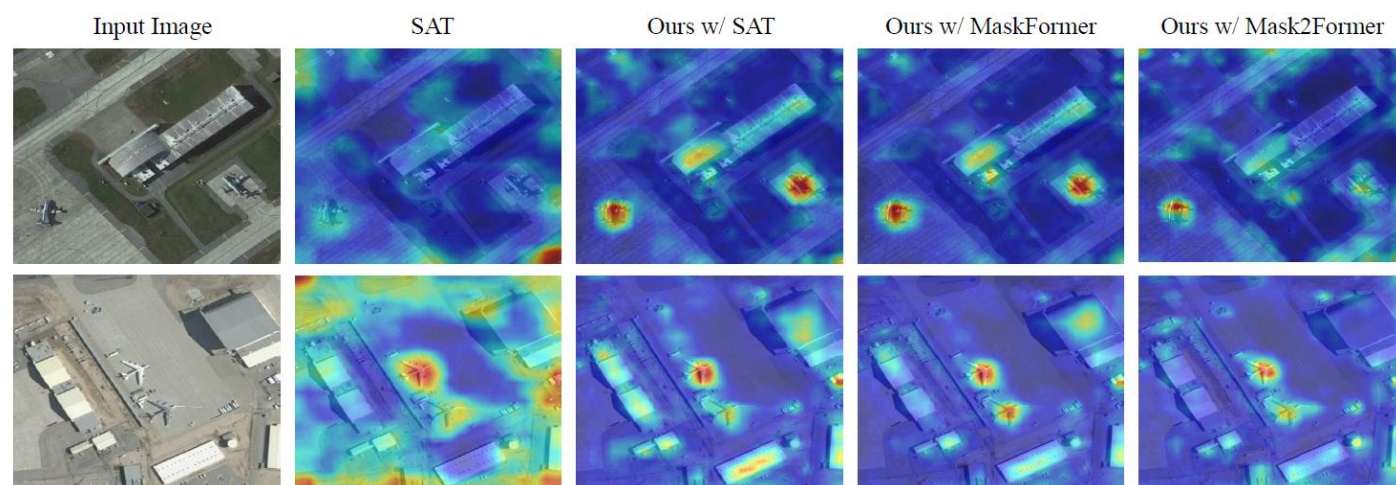 Input Image
SAT
Ours w/ SAT
Ours w/ MaskFormer
Ours w/ Mask2Former